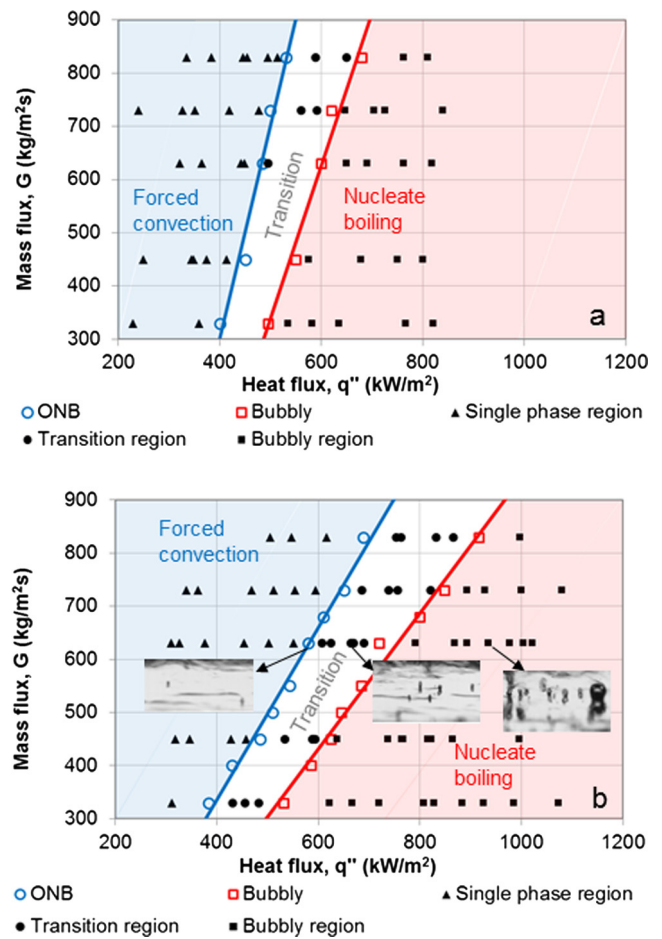 900
800
700
600
500
400
300
Mass flux, G (kg/m²s)
Forced
convection
Transition
Nucleate
boiling
a
200 400 600 800 1000 1200
Heat flux, q" (kW/m²)
ONB Bubbly Single phase region
Transition region Bubbly region
900
800
700
600
500
400
300
Mass flux, G (kg/m²s)
Forced
convection
Transition
Nucleate
boiling
b
200 400 600 800 1000 1200
Heat flux, q" (kW/m²)
ONB Bubbly Single phase region
Transition region Bubbly region